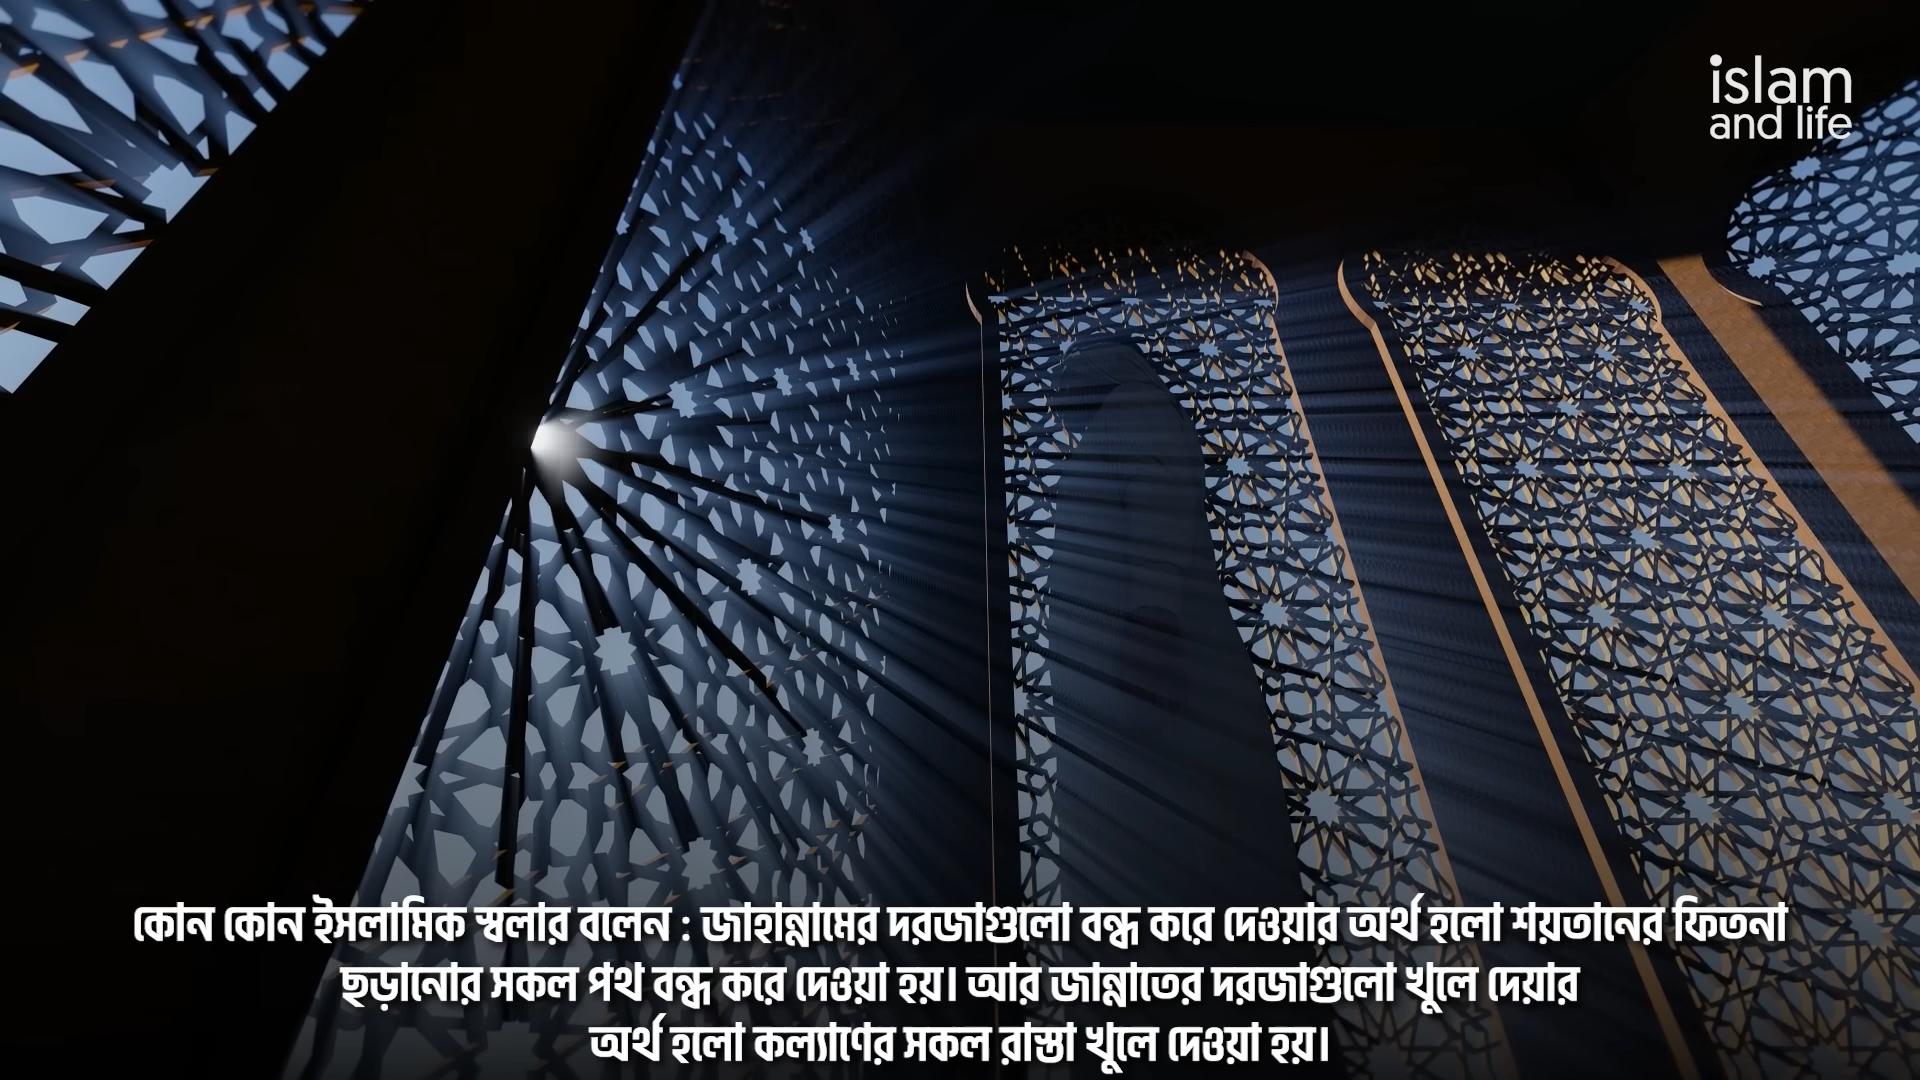 islam
and life
কোন কোন ইসলামিক স্কলার বলেন : জাহান্নামের দরজাগুলো বন্ধ করে দেওয়ার অর্থ হলো শয়তানের ফিতনা
ছড়ানোর সকল পথ বন্ধ করে দেওয়া হয়। আর জান্নাতের দরজাগুলো খুলে দেয়ার
অর্থ হলো কল্যাণের সকল রাস্তা খুলে দেওয়া হয়।